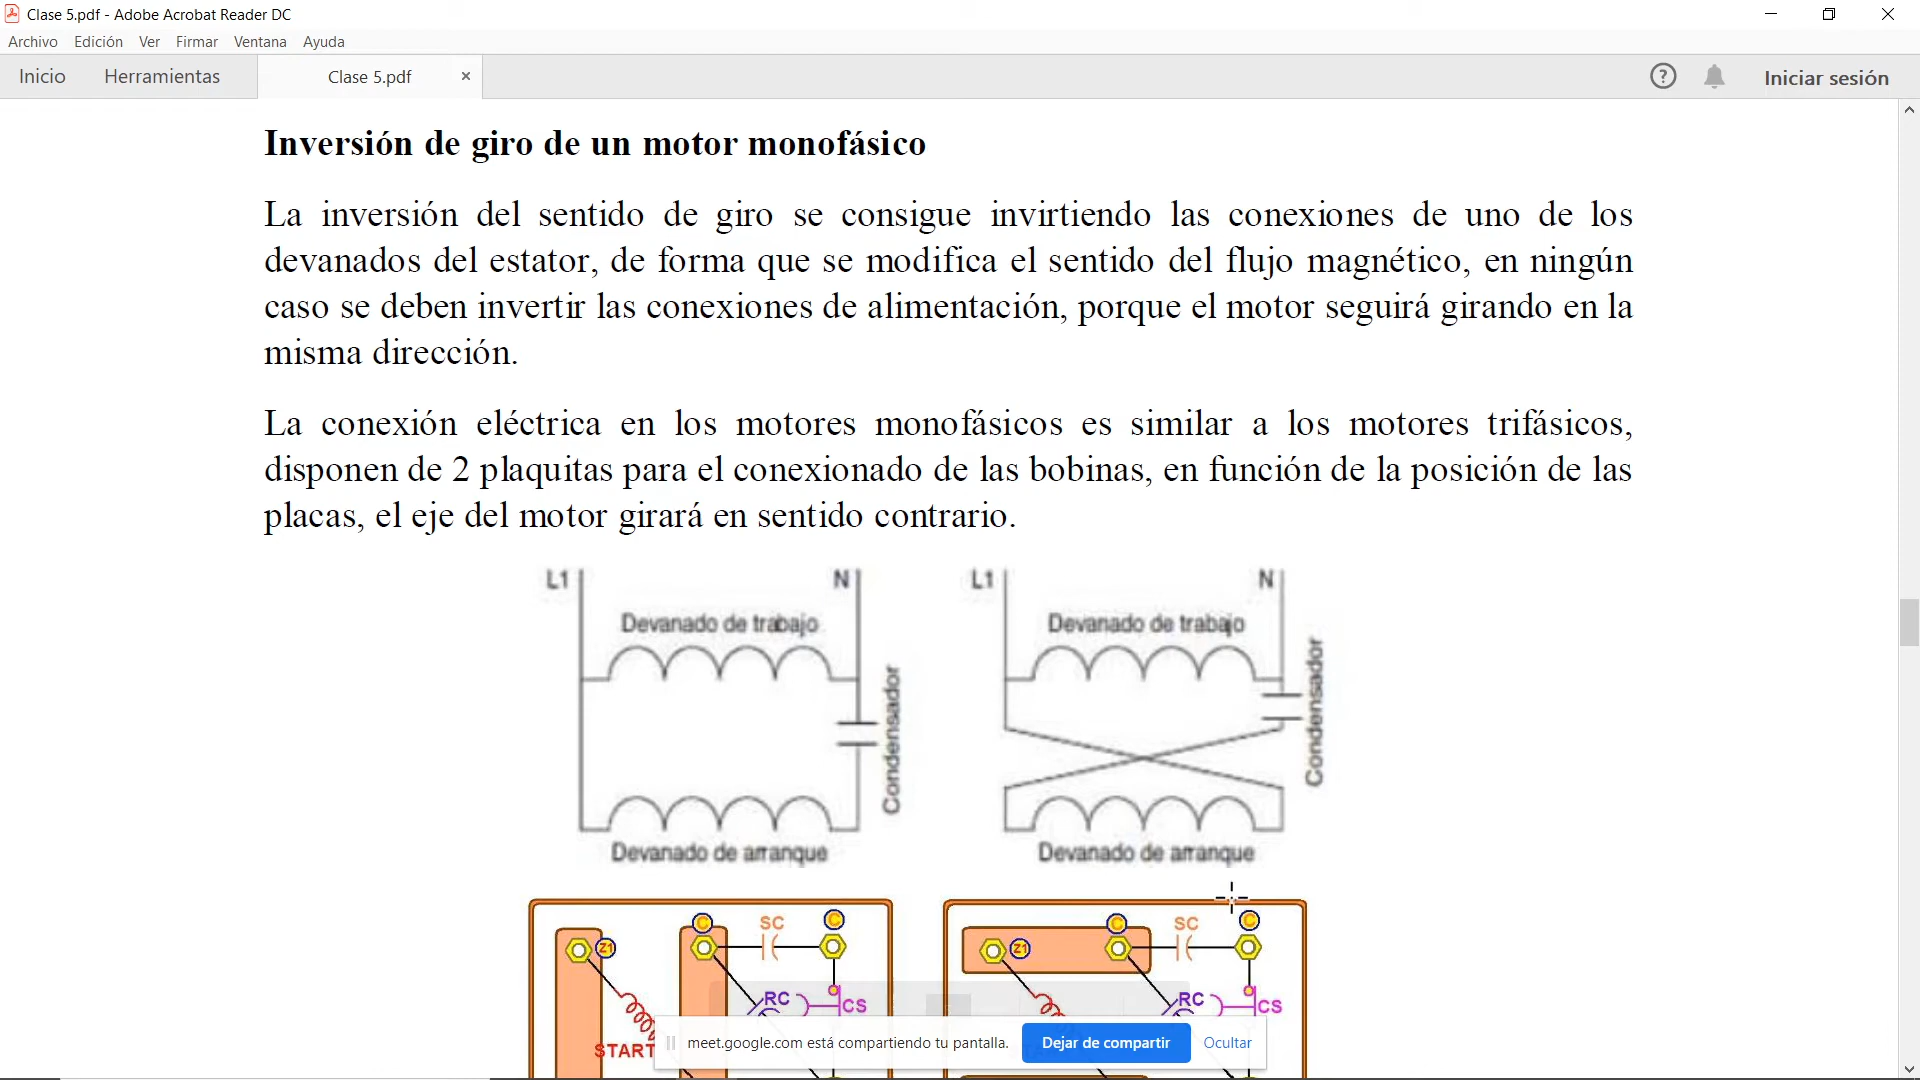 Clase 5.pdf - Adobe Acrobat Reader DC
Archivo Edición Ver Firmar Ventana Ayuda
Inicio Herramientas Clase 5.pdf × ? Iniciar sesión
Inversión de giro de un motor monofásico
La inversión del sentido de giro se consigue invirtiendo las conexiones de uno de los
devanados del estator, de forma que se modifica el sentido del flujo magnético, en ningún
caso se deben invertir las conexiones de alimentación, porque el motor seguirá girando en la
misma dirección.
La conexión eléctrica en los motores monofásicos es similar a los motores trifásicos,
disponen de 2 plaquitas para el conexionado de las bobinas, en función de la posición de las
placas, el eje del motor girará en sentido contrario.
L1 N L1 N
Devanado de trabajo Devanado de trabajo
Condensador Condensador
Devanado de arranque Devanado de arranque
C SC C C SC C
Z1 Z1
RC CS RC CS
START
meet.google.com está compartiendo tu pantalla. Dejar de compartir Ocultar